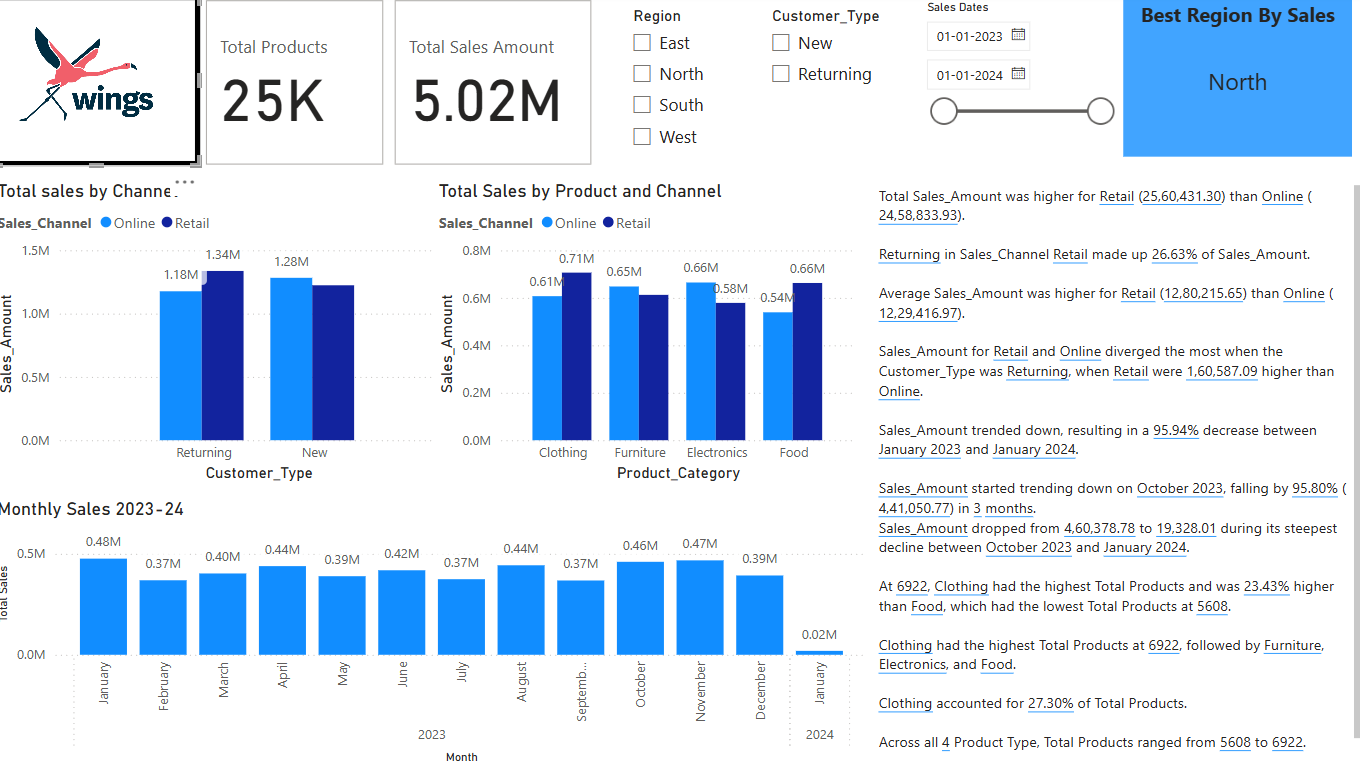 wings
Total Products
25K
Total Sales Amount
5.02M
Region
East
North
South
West
Customer_Type
New
Returning
Sales Dates
01-01-2023
01-01-2024
Best Region By Sales
North
Total sales by Channe...
Sales_Channel Online Retail
1.5M
1.0M
0.5M
0.0M
Sales_Amount
1.18M
1.34M
1.28M
Returning
New
Customer_Type
Total Sales by Product and Channel
Sales_Channel Online Retail
0.8M
0.6M
0.4M
0.2M
0.0M
Sales_Amount
0.61M
0.71M
0.65M
0.66M
0.58M
0.54M
0.66M
Clothing
Furniture
Electronics
Food
Product_Category
Monthly Sales 2023-24
0.5M
0.0M
Total Sales
0.48M
0.37M
0.40M
0.44M
0.39M
0.42M
0.37M
0.44M
0.37M
0.46M
0.47M
0.39M
0.02M
January
February
March
April
May
June
July
August
Septemb...
October
November
December
January
2023
2024
Month
Total Sales_Amount was higher for Retail (25,60,431.30) than Online (
24,58,833.93).
Returning in Sales_Channel Retail made up 26.63% of Sales_Amount.
Average Sales_Amount was higher for Retail (12,80,215.65) than Online (
12,29,416.97).
Sales_Amount for Retail and Online diverged the most when the
Customer_Type was Returning, when Retail were 1,60,587.09 higher than
Online.
Sales_Amount trended down, resulting in a 95.94% decrease between
January 2023 and January 2024.
Sales_Amount started trending down on October 2023, falling by 95.80% (
4,41,050.77) in 3 months.
Sales_Amount dropped from 4,60,378.78 to 19,328.01 during its steepest
decline between October 2023 and January 2024.
At 6922, Clothing had the highest Total Products and was 23.43% higher
than Food, which had the lowest Total Products at 5608.
Clothing had the highest Total Products at 6922, followed by Furniture,
Electronics, and Food.
Clothing accounted for 27.30% of Total Products.
Across all 4 Product Type, Total Products ranged from 5608 to 6922.